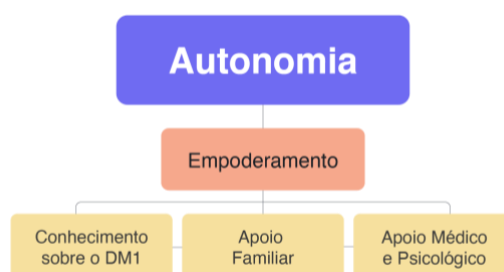 Autonomia
Empoderamento
Conhecimento
sobre o DM1
Apoio
Familiar
Apoio Médico
e Psicológico